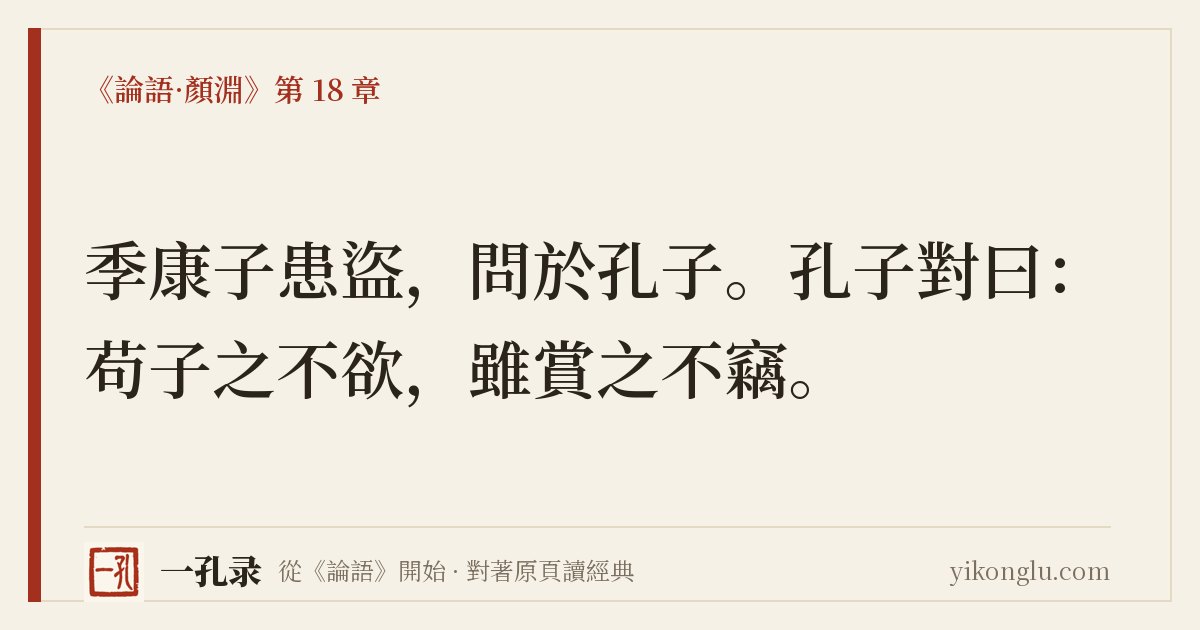 《論語·顏淵》第 18 章
季康子患盜，問於孔子。孔子對曰：
苟子之不欲，雖賞之不竊。
一孔
一孔录 從《論語》開始 · 對著原頁讀經典
yikonglu.com